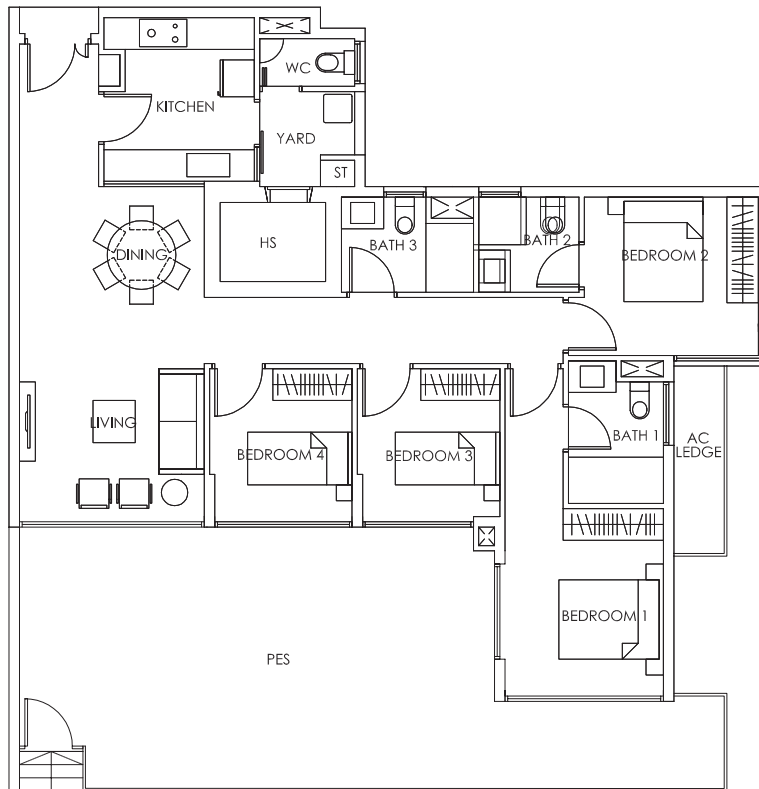 WC
KITCHEN
YARD
ST
HS
BATH 3
BATH 2
DINING
BEDROOM 2
LIVING
BEDROOM 4
BEDROOM 3
BATH 1
AC
LEDGE
BEDROOM 1
PES